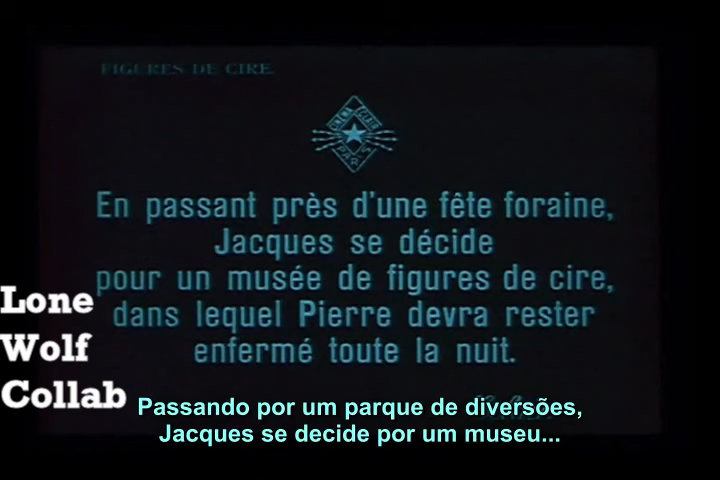 FIGURES DE CIRE
PARIS
En passant près d'une fête foraine,
Jacques se décide
pour un musée de figures de cire,
dans lequel Pierre devra rester
enfermé toute la nuit.
Lone
Wolf
Collab
Passando por um parque de diversões,
Jacques se decide por um museu...